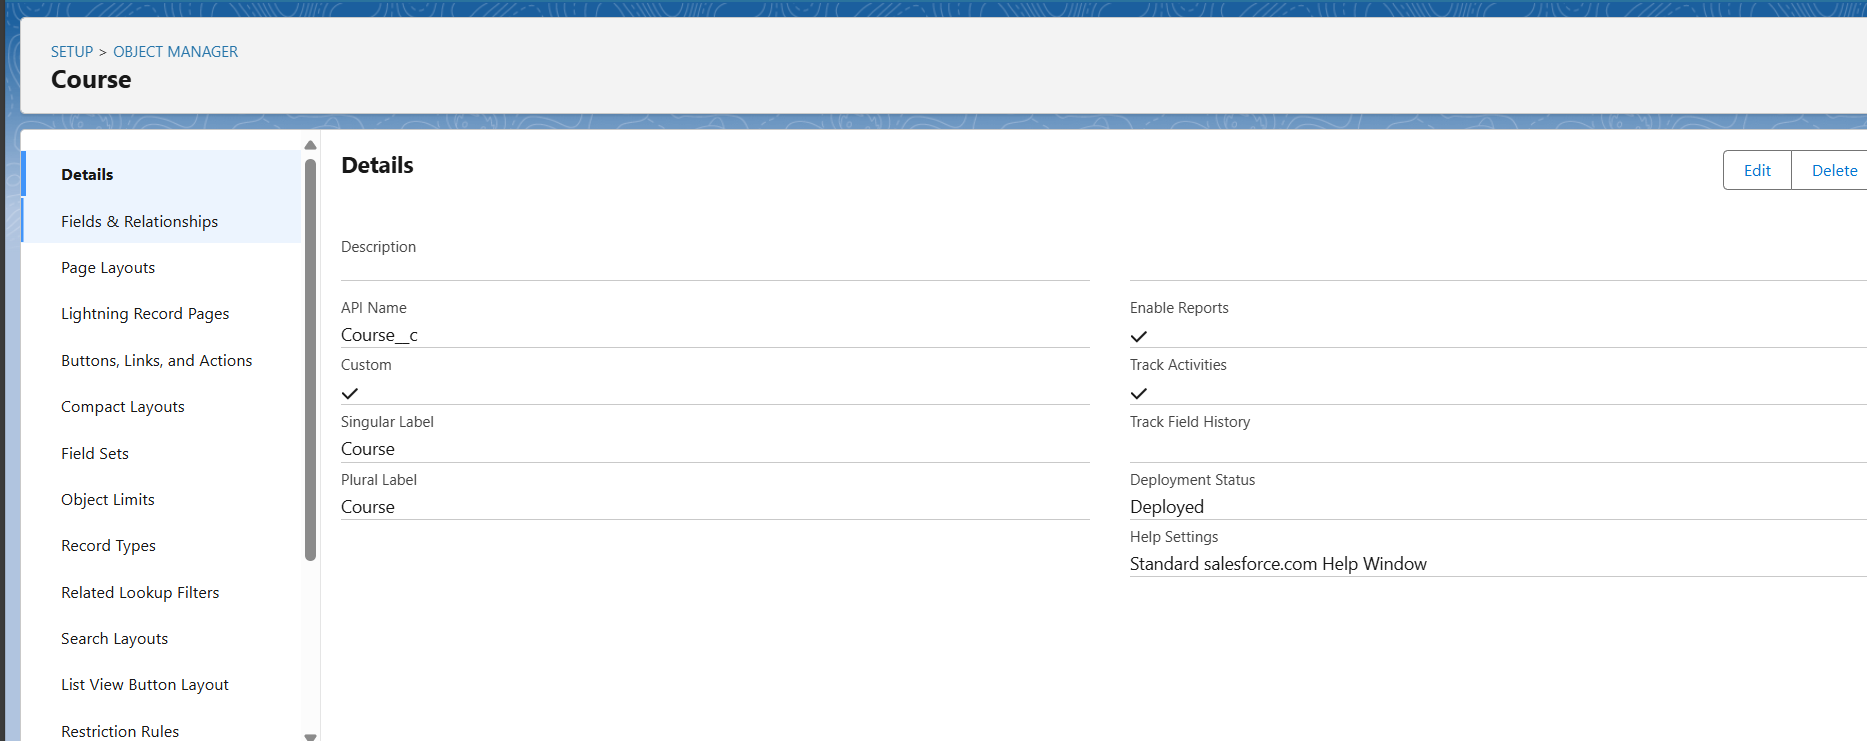 SETUP > OBJECT MANAGER
Course
Details
Fields & Relationships
Page Layouts
Lightning Record Pages
Buttons, Links, and Actions
Compact Layouts
Field Sets
Object Limits
Record Types
Related Lookup Filters
Search Layouts
List View Button Layout
Restriction Rules
Details
Edit
Delete
Description
API Name
Course__c
Custom
Singular Label
Course
Plural Label
Course
Enable Reports
Track Activities
Track Field History
Deployment Status
Deployed
Help Settings
Standard salesforce.com Help Window